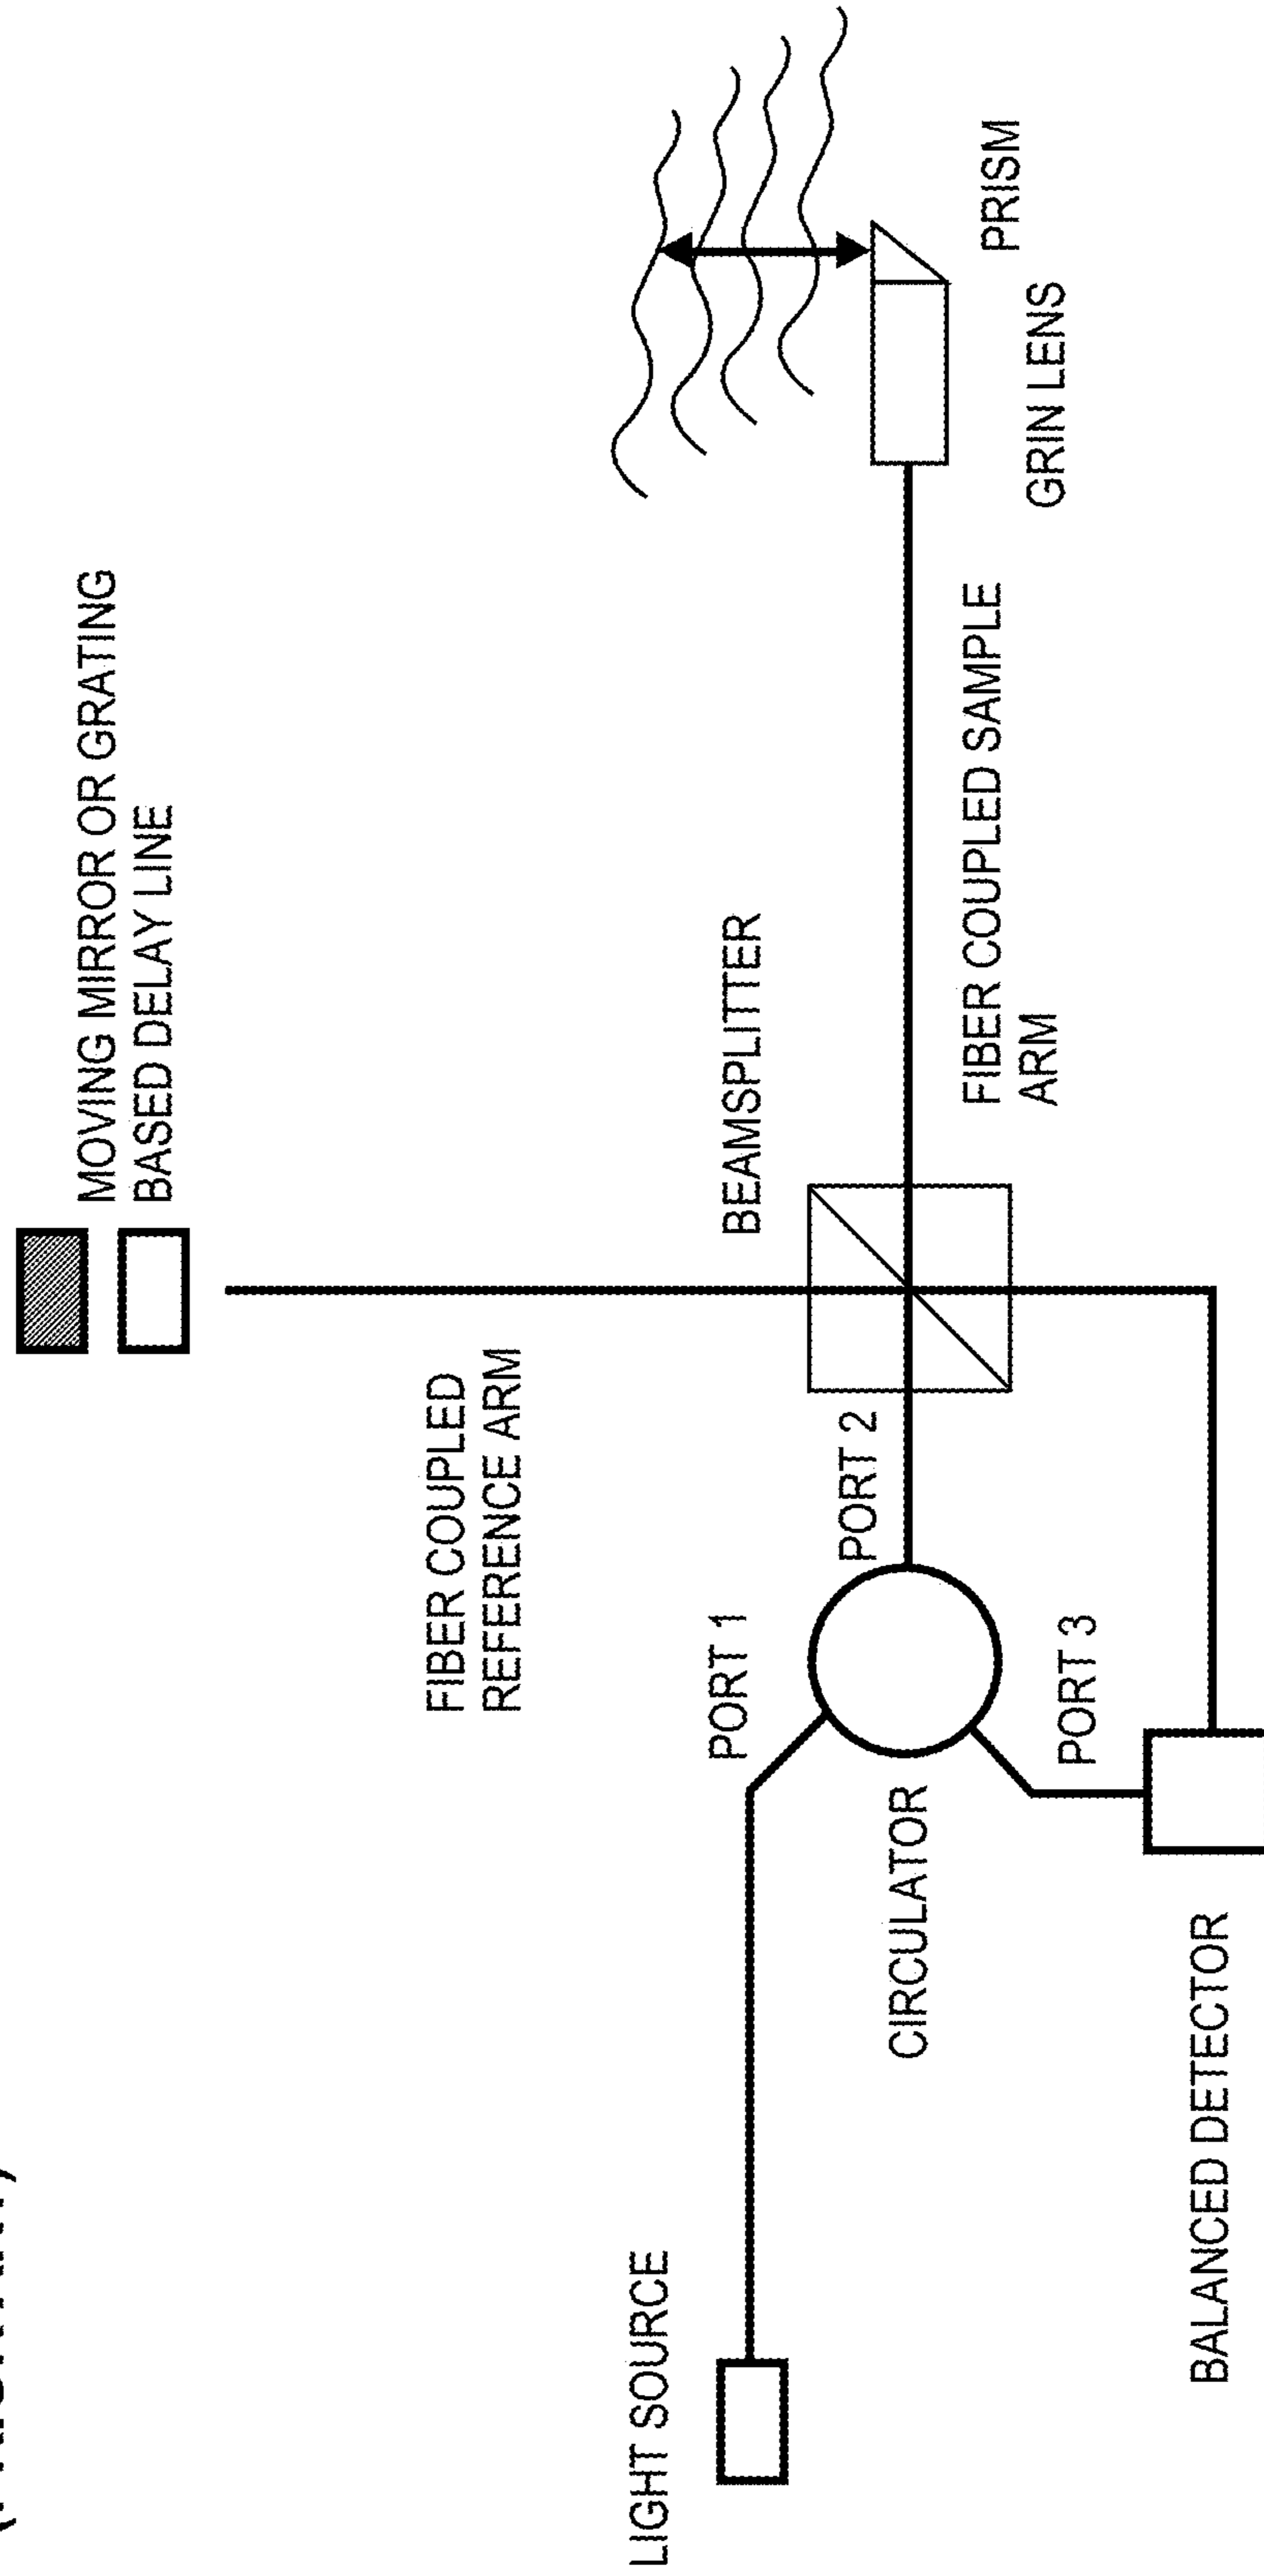 MOVING MIRROR OR GRATING
BASED DELAY LINE
FIBER COUPLED
REFERENCE ARM
BEAMSPLITTER
LIGHT SOURCE
PORT 1
PORT 2
CIRCULATOR
PORT 3
FIBER COUPLED SAMPLE
ARM
GRIN LENS
PRISM
BALANCED DETECTOR